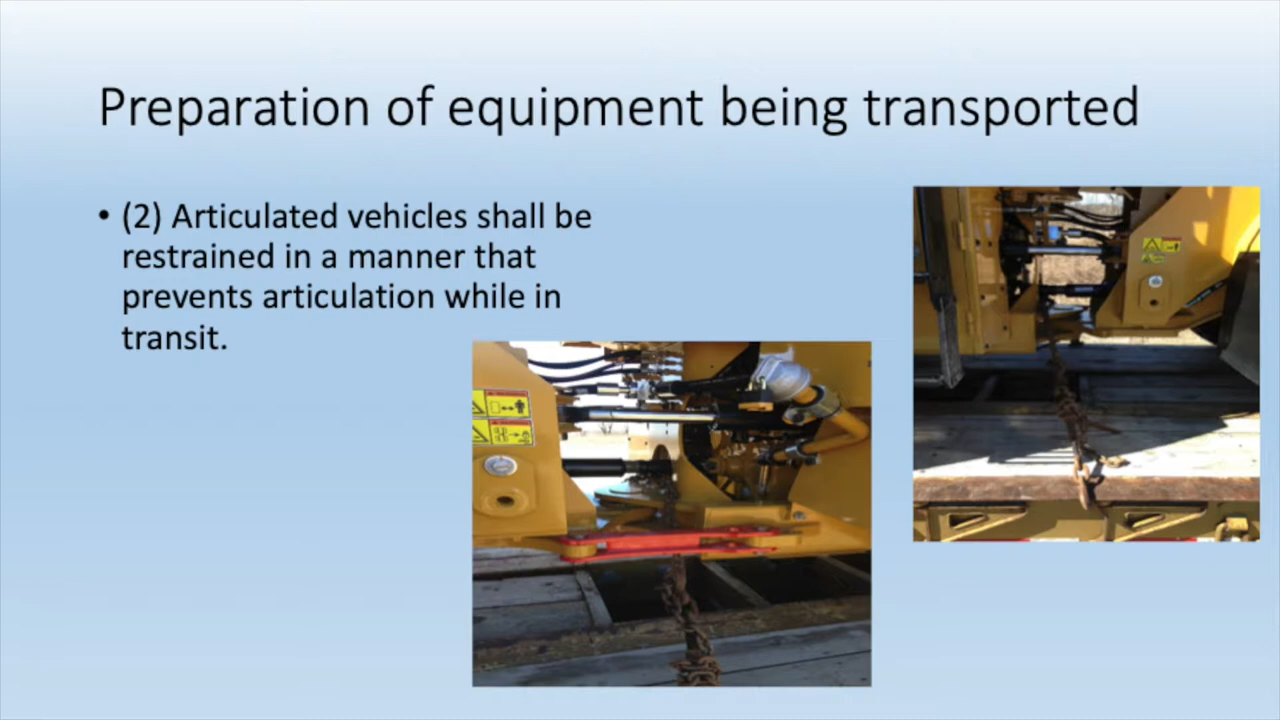 Preparation of equipment being transported
• (2) Articulated vehicles shall be
restrained in a manner that
prevents articulation while in
transit.